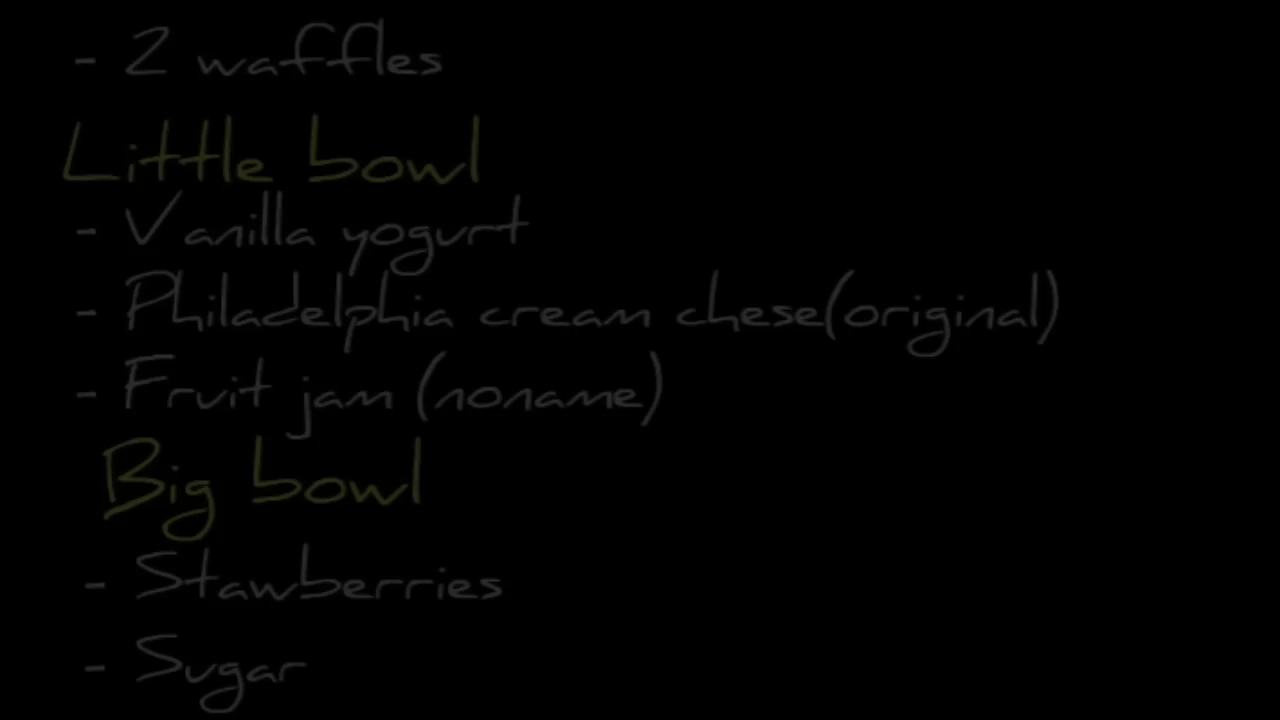 - 2 waffles
Little bowl
- Vanilla yogurt
- Philadelphia cream chese(original)
- Fruit jam (noname)
Big bowl
- Stawberries
- Sugar